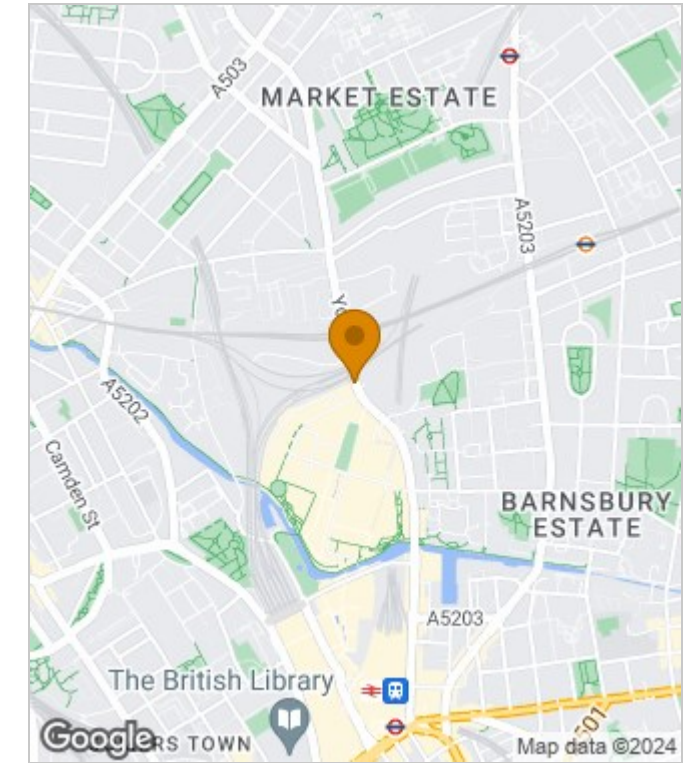 A503
MARKET ESTATE
A5203
Yo
A5202
Camden St
BARNSBURY
ESTATE
A5203
The British Library
Google
RS TOWN
501
Map data ©2024